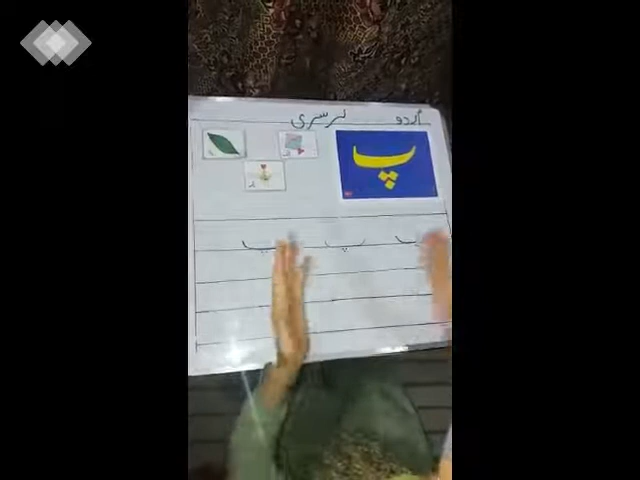 اُردو نرسری
پ
پ پ پ